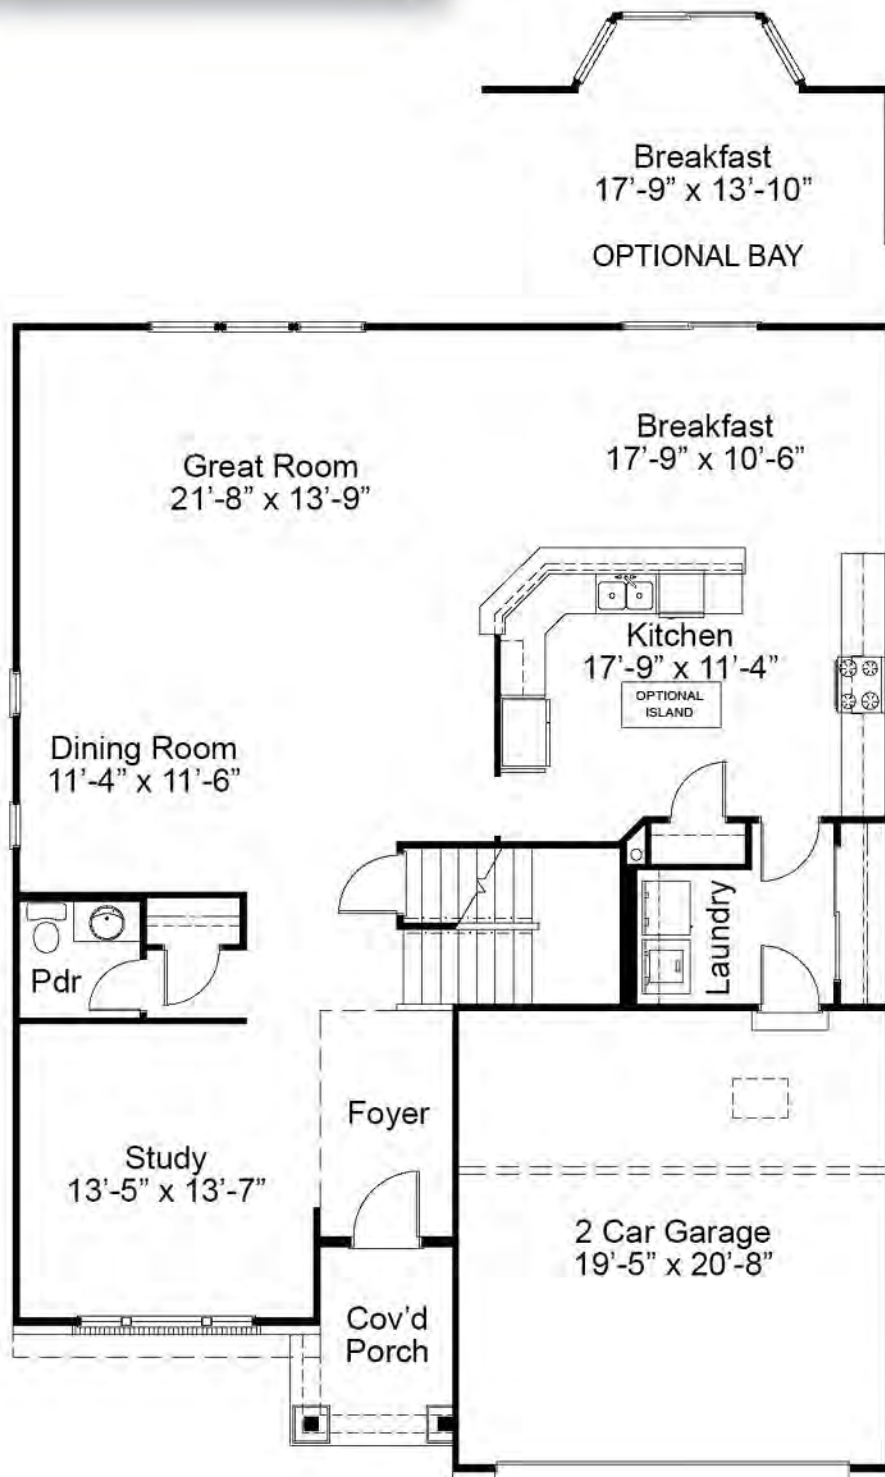 Breakfast
17’-9” x 13’-10”
OPTIONAL BAY
Breakfast
17’-9” x 10’-6”
Great Room
21’-8” x 13’-9”
Kitchen
17’-9” x 11’-4”
OPTIONAL
ISLAND
Dining Room
11’-4” x 11’-6”
Laundry
Pdr
Foyer
Study
13’-5” x 13’-7”
2 Car Garage
19’-5” x 20’-8”
Cov’d
Porch